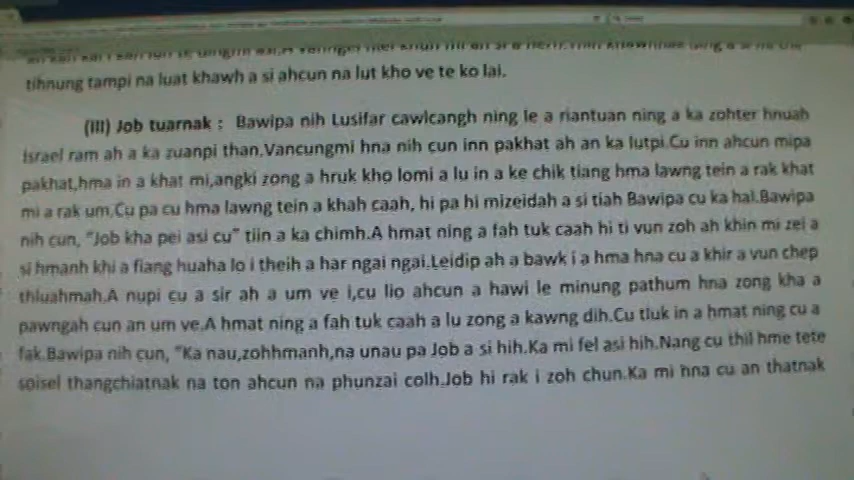 tihnung tampi na luat khawh a si ahcun na lut kho ve te ko lai.
(III) Job tuarnak : Bawipa nih Lusifar cawlcangh ning le a riantuan ning a ka zohter hnuah
Israel ram ah a ka zuanpi than.Vancungmi hna nih cun inn pakhat ah an ka lutpi.Cu inn ahcun mipa
pakhat,hma in a khat mi,angki zong a hruk kho lomi a lu in a ke chik tiang hma lawng tein a rak khat
mi a rak um.Cu pa cu hma lawng tein a khah caah, hi pa hi mizeidah a si tiah Bawipa cu ka hal.Bawipa
nih cun, "Job kha pei asi cu" tiin a ka chimh.A hmat ning a fah tuk caah hi ti vun zoh ah khin mi zei a
si hmanh khi a fiang huaha lo i theih a har ngai ngai.Leidip ah a bawk i a hma hna cu a khir a vun chep
thluahmah.A nupi cu a sir ah a um ve i,cu lio ahcun a hawi le minung pathum hna zong kha a
pawngah cun an um ve.A hmat ning a fah tuk caah a lu zong a kawng dih.Cu tluk in a hmat ning cu a
fak.Bawipa nih cun, "Ka nau,zohhmanh,na unau pa Job a si hih.Ka mi fel asi hih.Nang cu thil hme tete
soisel thangchiatnak na ton ahcun na phunzai colh.Job hi rak i zoh chun.Ka mi hna cu an thatnak